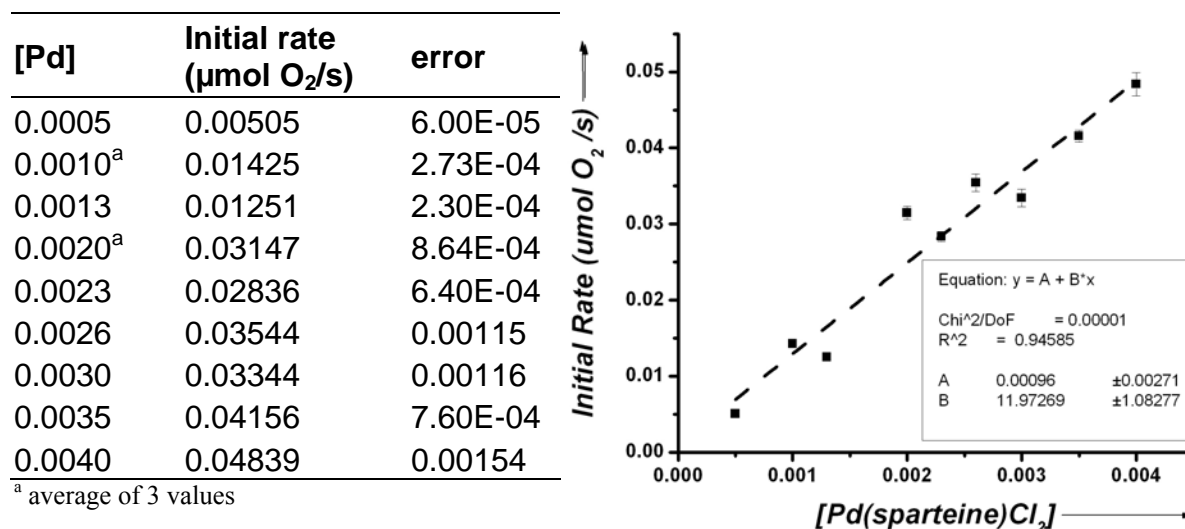 [Pd] Initial rate (µmol O₂/s) error
0.0005 0.00505 6.00E-05
0.0010ᵃ 0.01425 2.73E-04
0.0013 0.01251 2.30E-04
0.0020ᵃ 0.03147 8.64E-04
0.0023 0.02836 6.40E-04
0.0026 0.03544 0.00115
0.0030 0.03344 0.00116
0.0035 0.04156 7.60E-04
0.0040 0.04839 0.00154
ᵃ average of 3 values
Initial Rate (umol O₂/s)
0.05
0.04
0.03
0.02
0.01
0.00
Equation: y = A + B*x
Chi^2/DoF = 0.00001
R^2 = 0.94585
A 0.00096 ±0.00271
B 11.97269 ±1.08277
0.000 0.001 0.002 0.003 0.004
[Pd(sparteine)Cl₂]